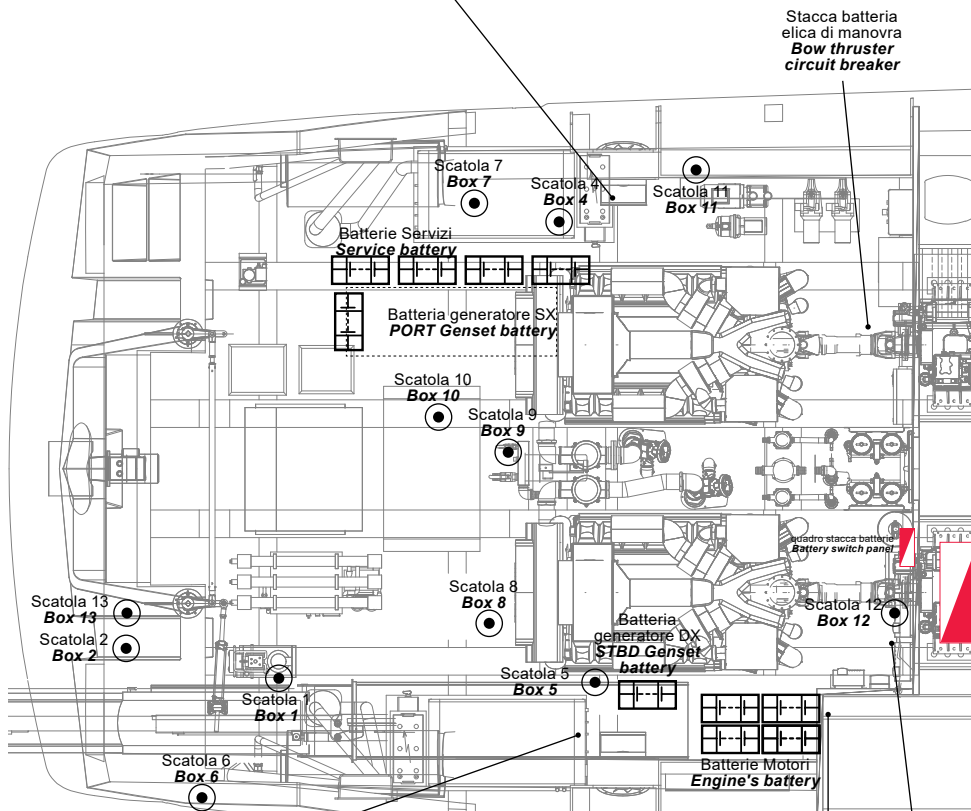 Stacca batteria
elica di manovra
Bow thruster
circuit breaker
Scatola 7
Box 7
Scatola 4
Box 4
Scatola 11
Box 11
Batterie Servizi
Service battery
Batteria generatore SX
PORT Genset battery
Scatola 10
Box 10
Scatola 9
Box 9
quadro stacca batterie
Battery switch panel
Scatola 8
Box 8
Scatola 13
Box 13
Scatola 12
Box 12
Batteria
generatore DX
STBD Genset
battery
Scatola 2
Box 2
Scatola 5
Box 5
Scatola 1
Box 1
Scatola 6
Box 6
Batterie Motori
Engine's battery